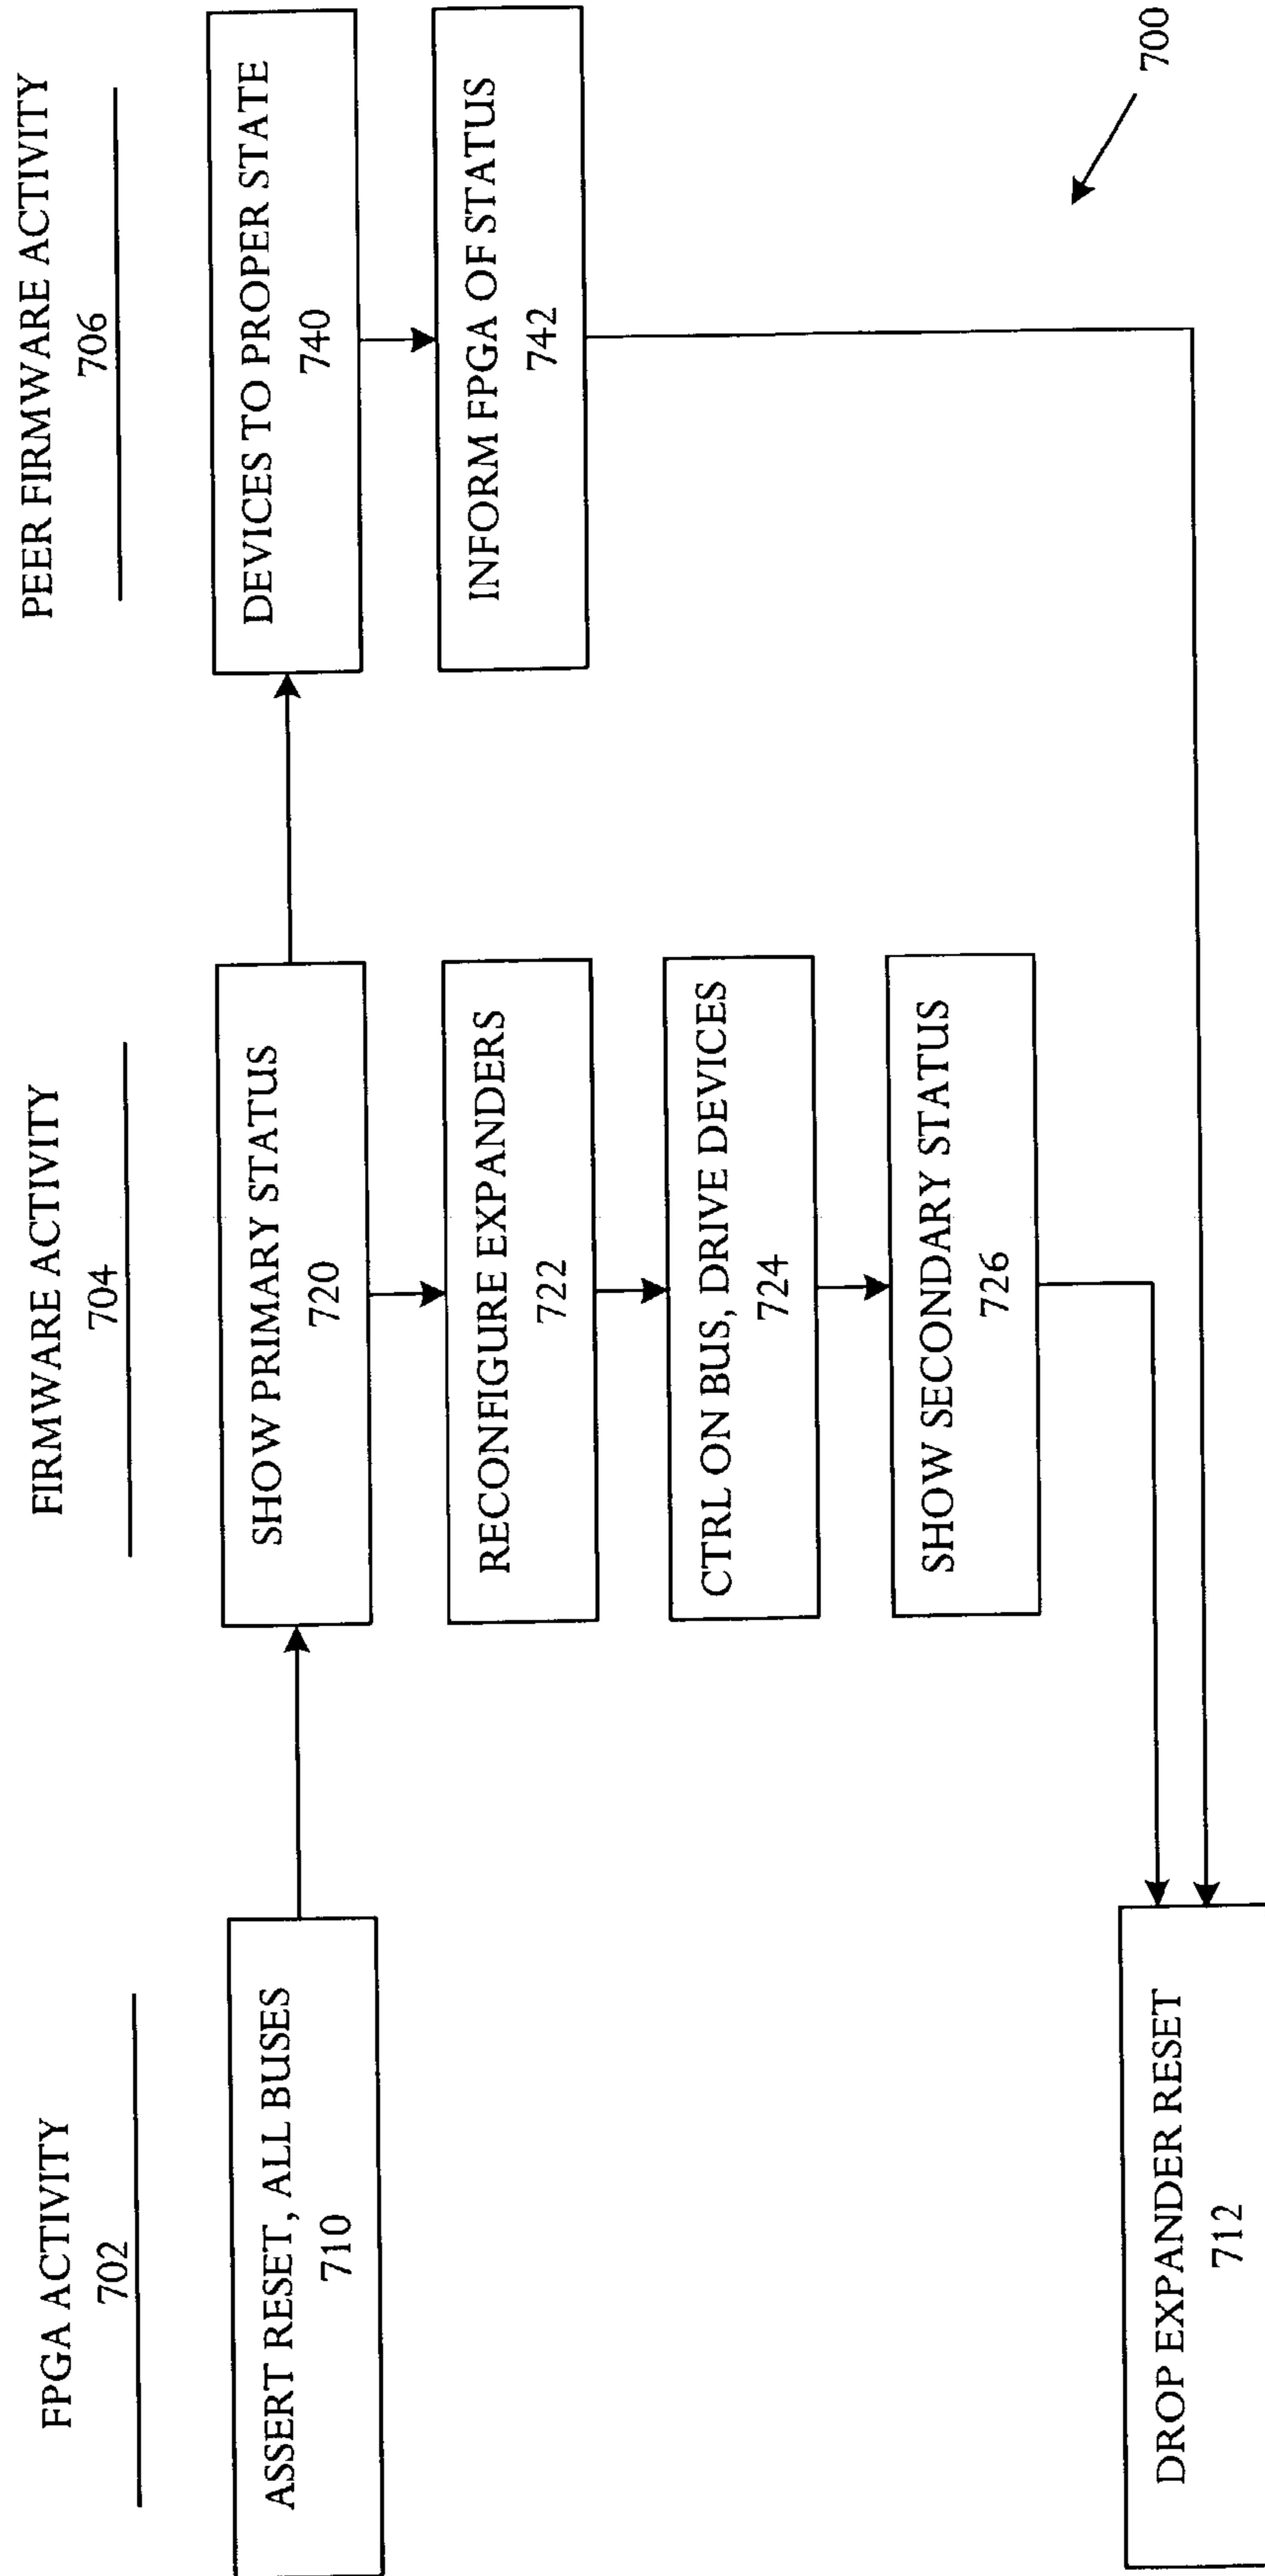 FPGA ACTIVITY
702
FIRMWARE ACTIVITY
704
PEER FIRMWARE ACTIVITY
706
ASSERT RESET, ALL BUSES
710
SHOW PRIMARY STATUS
720
DEVICES TO PROPER STATE
740
RECONFIGURE EXPANDERS
722
INFORM FPGA OF STATUS
742
CTRL ON BUS, DRIVE DEVICES
724
SHOW SECONDARY STATUS
726
DROP EXPANDER RESET
712
700